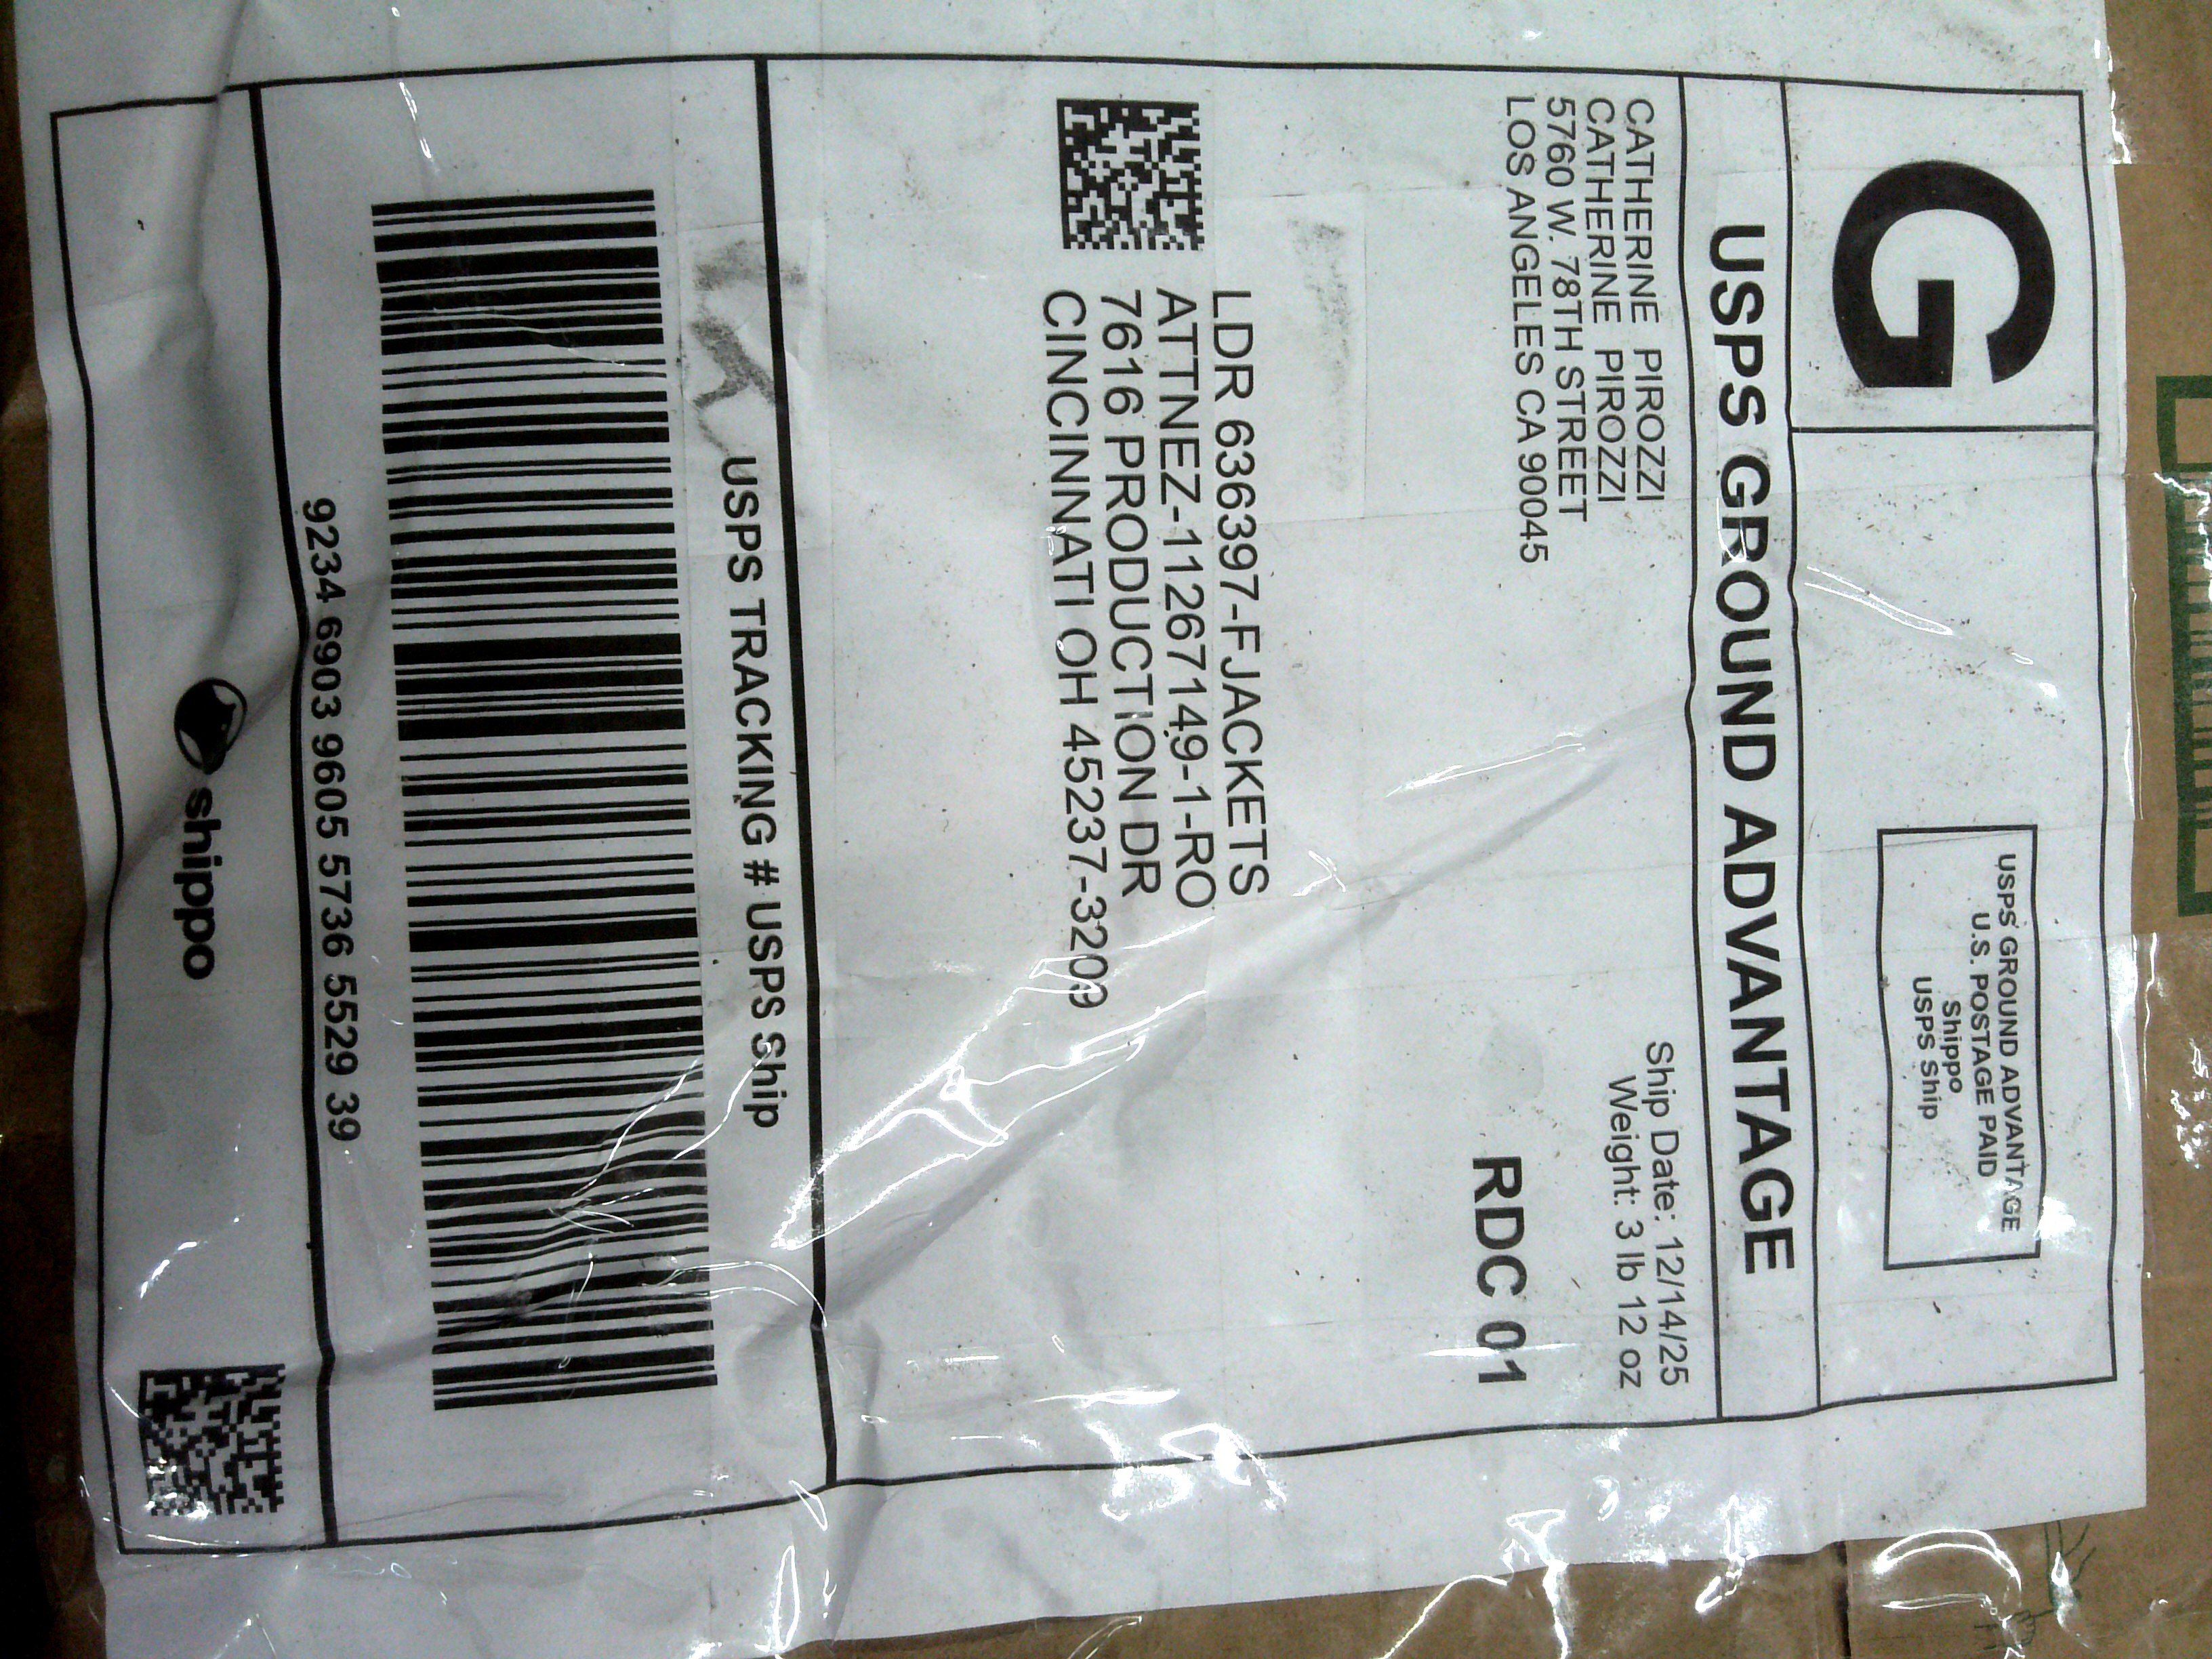 G
USPS GROUND ADVANTAGE
U.S. POSTAGE PAID
Shippo
USPS Ship
USPS GROUND ADVANTAGE
CATHERINE PIROZZI
CATHERINE PIROZZI
5760 W. 78TH STREET
LOS ANGELES CA 90045
Ship Date: 12/14/25
Weight: 3 lb 12 oz
RDC 01
LDR 636397-FJACKETS
ATTNEZ-11267149-1-RO
7616 PRODUCTION DR
CINCINNATI OH 45237-3209
USPS TRACKING # USPS Ship
9234 6903 9605 5736 5529 39
shippo